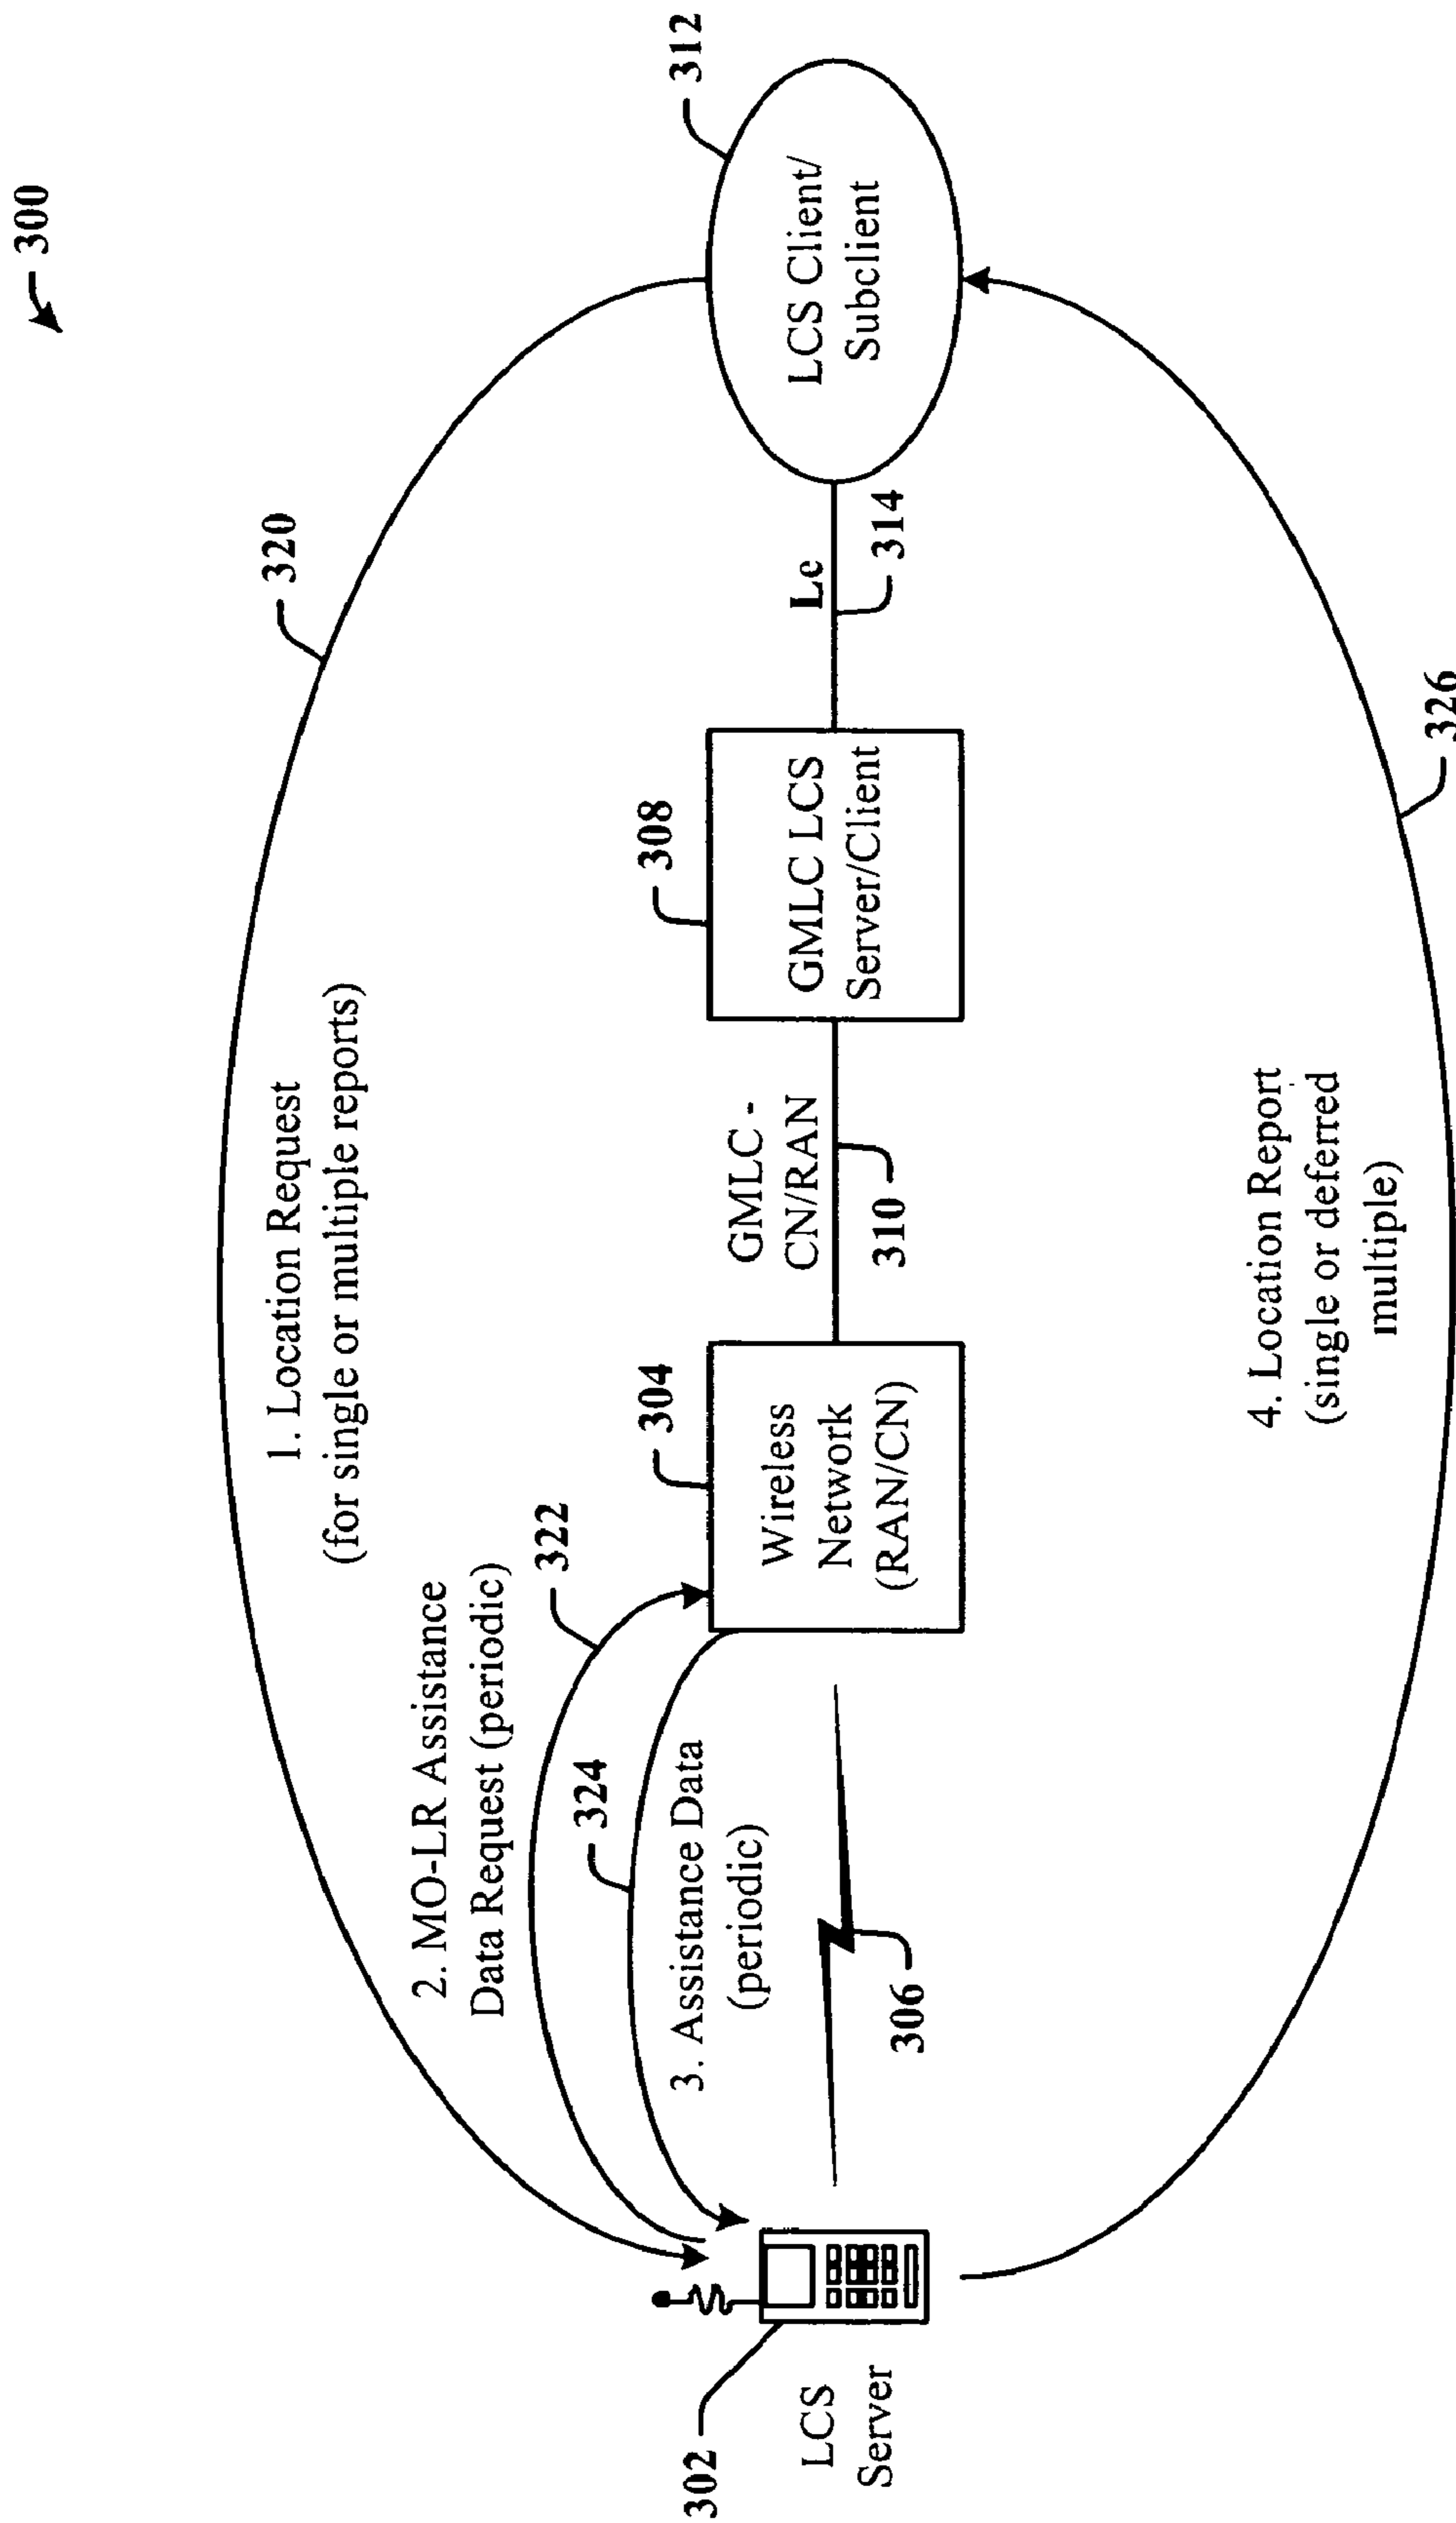 300
320
1. Location Request
(for single or multiple reports)
2. MO-LR Assistance
Data Request (periodic)
322
324
3. Assistance Data
(periodic)
306
302
LCS
Server
304
Wireless
Network
(RAN/CN)
GMLC -
CN/RAN
310
308
GMLC LCS
Server/Client
Le
314
312
LCS Client/
Subclient
4. Location Report
(single or deferred
multiple)
326